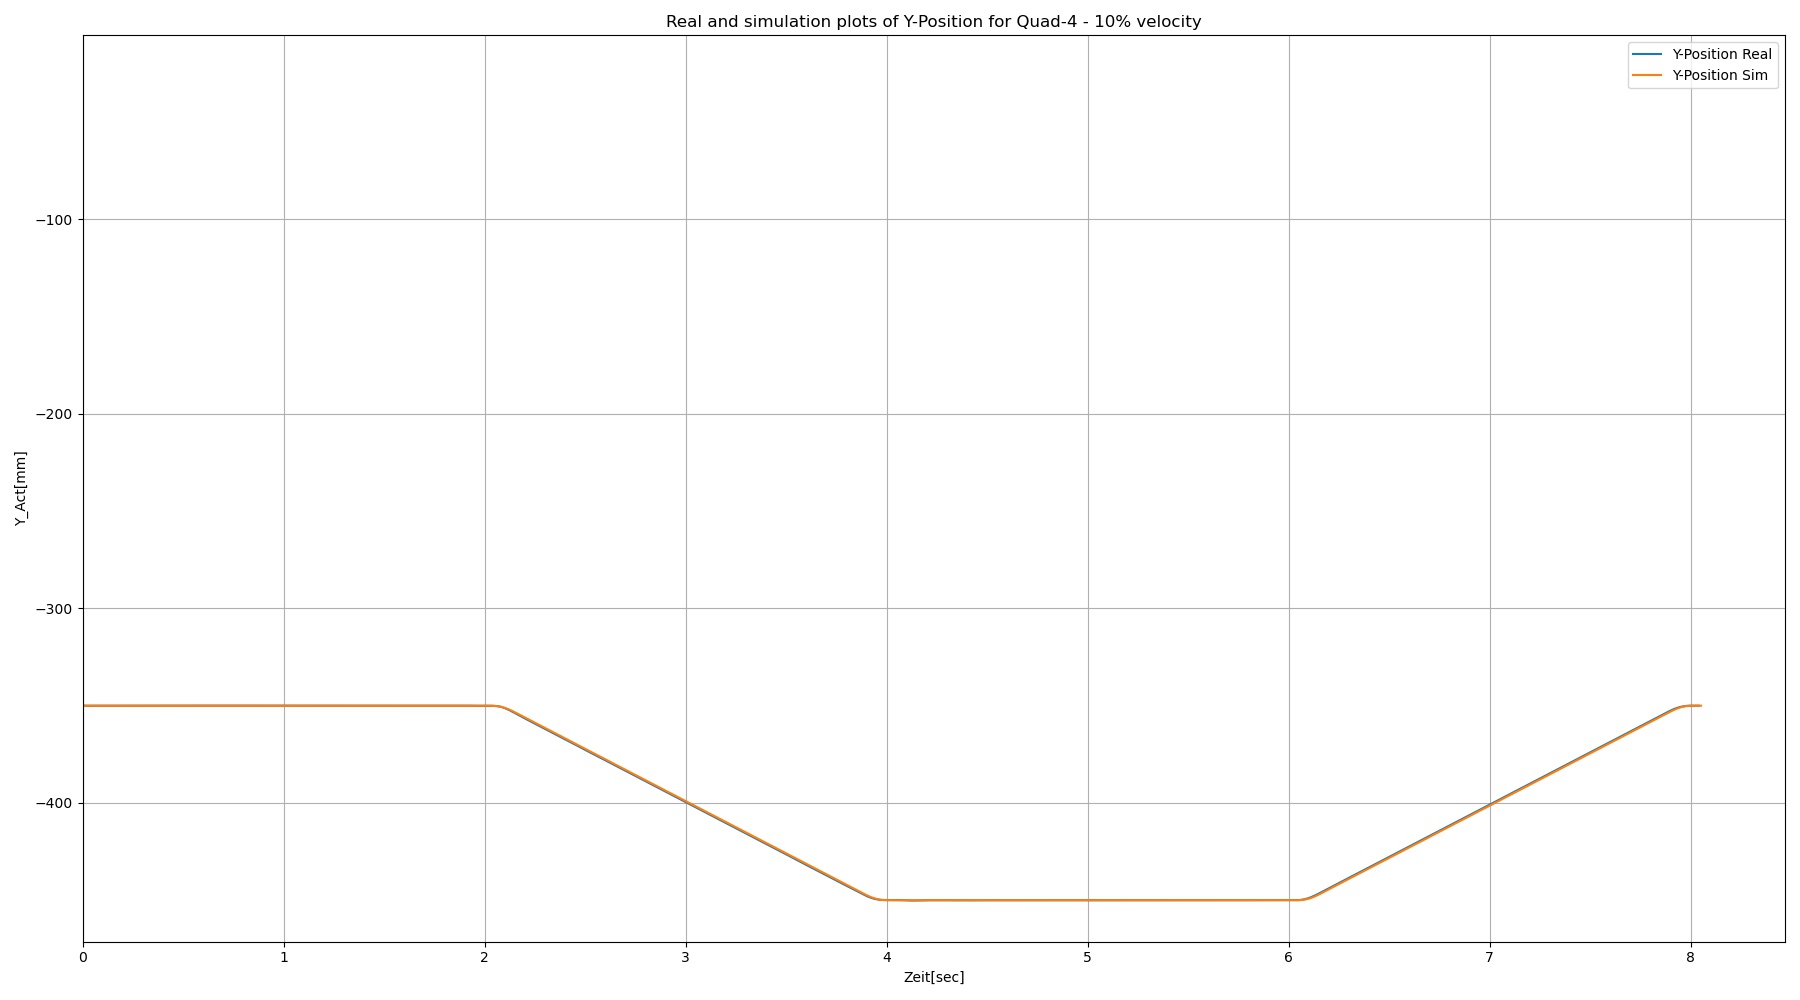 Real and simulation plots of Y-Position for Quad-4 - 10% velocity
Y-Position Real
Y-Position Sim
−100
−200
−300
−400
Y_Act[mm]
0 1 2 3 4 5 6 7 8
Zeit[sec]